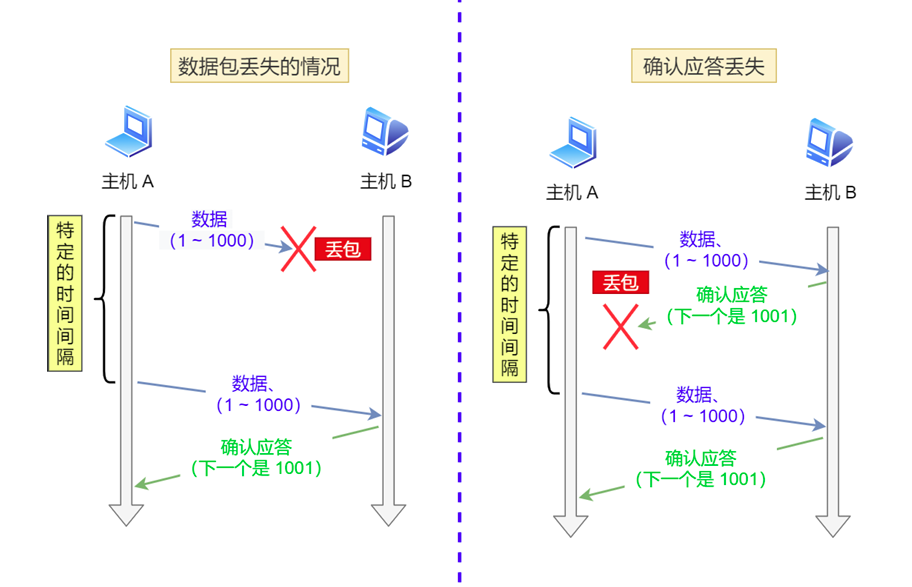 数据包丢失的情况
主机 A
主机 B
特定的时间间隔
数据
（1 ~ 1000）
丢包
数据、
（1 ~ 1000）
确认应答
（下一个是 1001）
确认应答丢失
主机 A
主机 B
特定的时间间隔
数据、
（1 ~ 1000）
丢包
确认应答
（下一个是 1001）
数据、
（1 ~ 1000）
确认应答
（下一个是 1001）